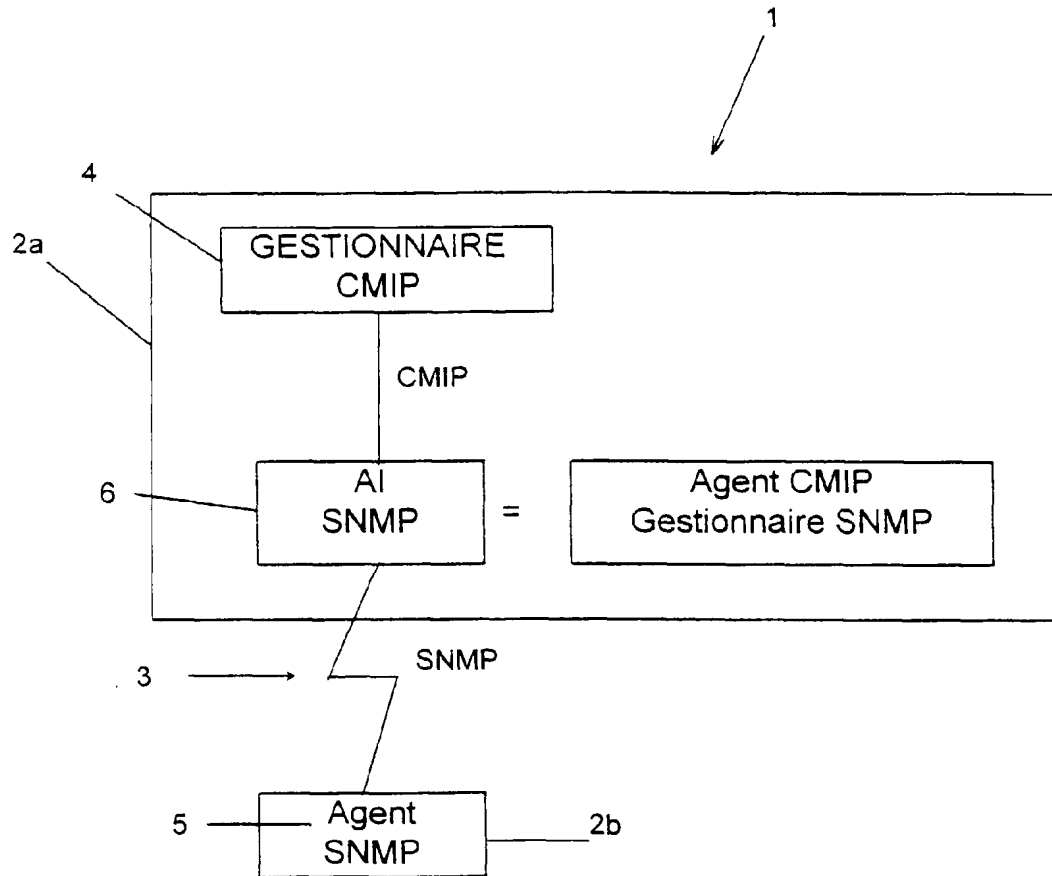 1
4
2a
GESTIONNAIRE
CMIP
CMIP
6
AI
SNMP
=
Agent CMIP
Gestionnaire SNMP
3
SNMP
5
Agent
SNMP
2b